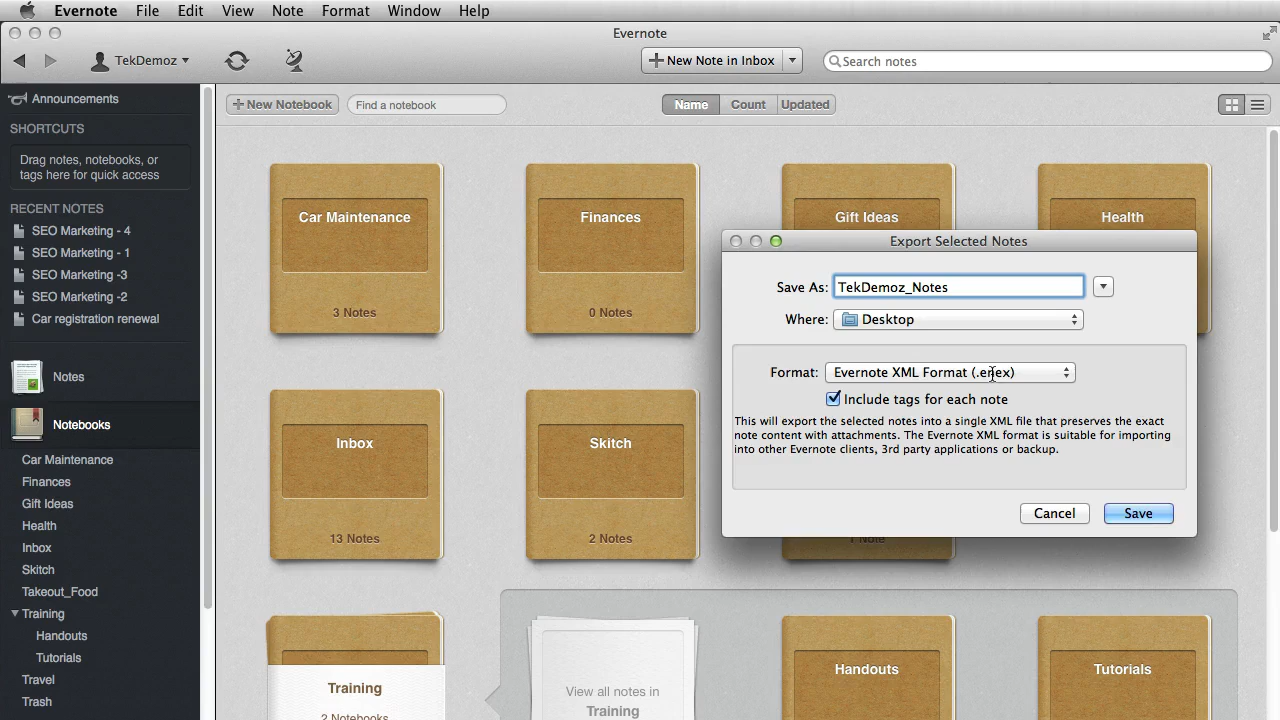 Evernote File Edit View Note Format Window Help
Evernote
TekDemoz
New Note in Inbox
Search notes
Announcements
SHORTCUTS
Drag notes, notebooks, or
tags here for quick access
RECENT NOTES
SEO Marketing - 4
SEO Marketing - 1
SEO Marketing -3
SEO Marketing -2
Car registration renewal
Notes
Notebooks
Car Maintenance
Finances
Gift Ideas
Health
Inbox
Skitch
Takeout_Food
Training
Handouts
Tutorials
Travel
Trash
+New Notebook
Find a notebook
Name Count Updated
Car Maintenance
3 Notes
Finances
0 Notes
Gift Ideas
Health
Inbox
13 Notes
Skitch
2 Notes
1 Note
Training
2 Notebooks
View all notes in
Training
Handouts
Tutorials
Export Selected Notes
Save As: TekDemoz_Notes
Where: Desktop
Format: Evernote XML Format (.enex)
Include tags for each note
This will export the selected notes into a single XML file that preserves the exact
note content with attachments. The Evernote XML format is suitable for importing
into other Evernote clients, 3rd party applications or backup.
Cancel Save